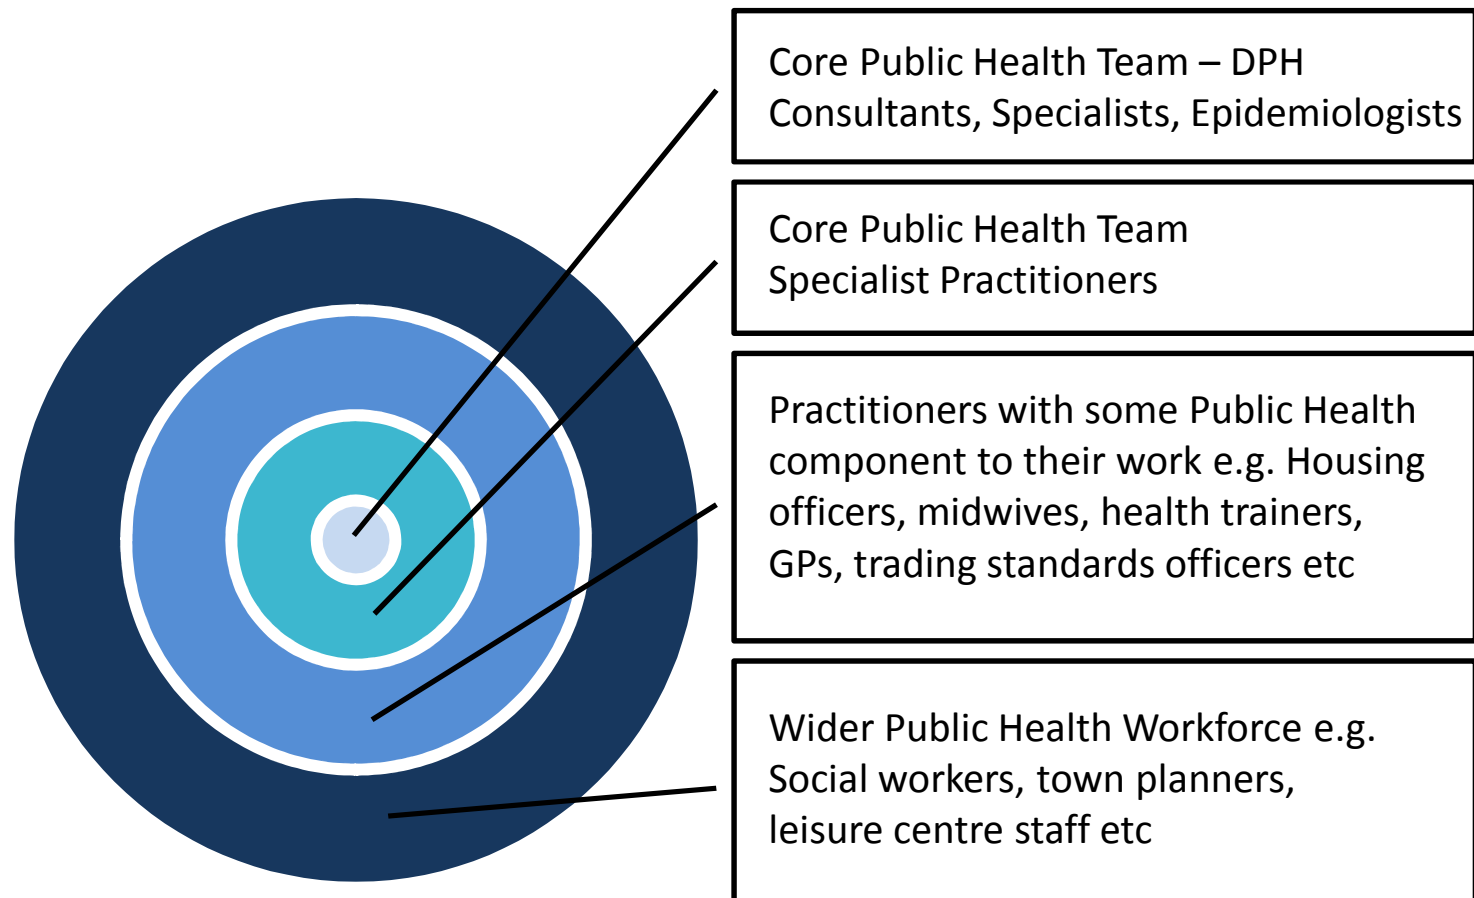 Core Public Health Team – DPH
Consultants, Specialists, Epidemiologists
Core Public Health Team
Specialist Practitioners
Practitioners with some Public Health
component to their work e.g. Housing
officers, midwives, health trainers,
GPs, trading standards officers etc
Wider Public Health Workforce e.g.
Social workers, town planners,
leisure centre staff etc